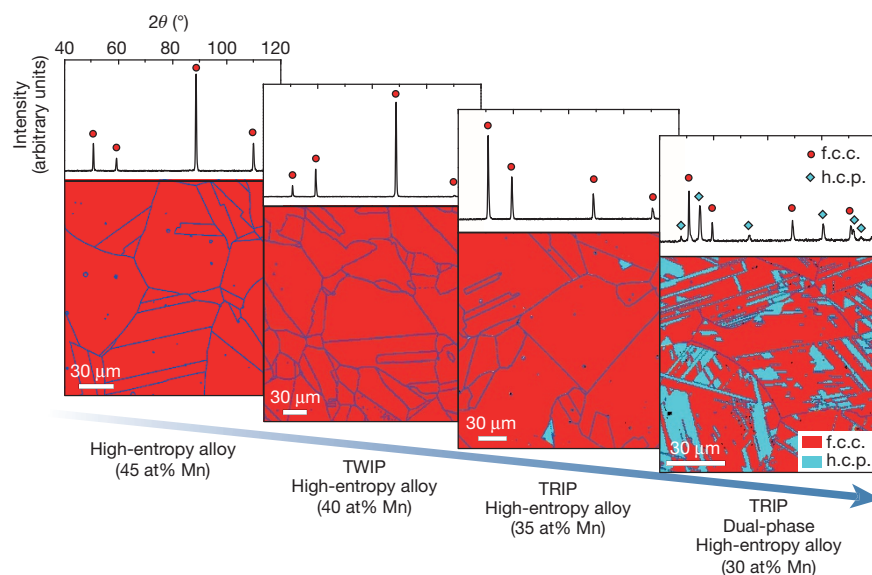 2θ (°)
40 60 80 100 120
Intensity
(arbitrary units)
f.c.c.
h.c.p.
30 μm
30 μm
30 μm
30 μm
f.c.c.
h.c.p.
High-entropy alloy
(45 at% Mn)
TWIP
High-entropy alloy
(40 at% Mn)
TRIP
High-entropy alloy
(35 at% Mn)
TRIP
Dual-phase
High-entropy alloy
(30 at% Mn)